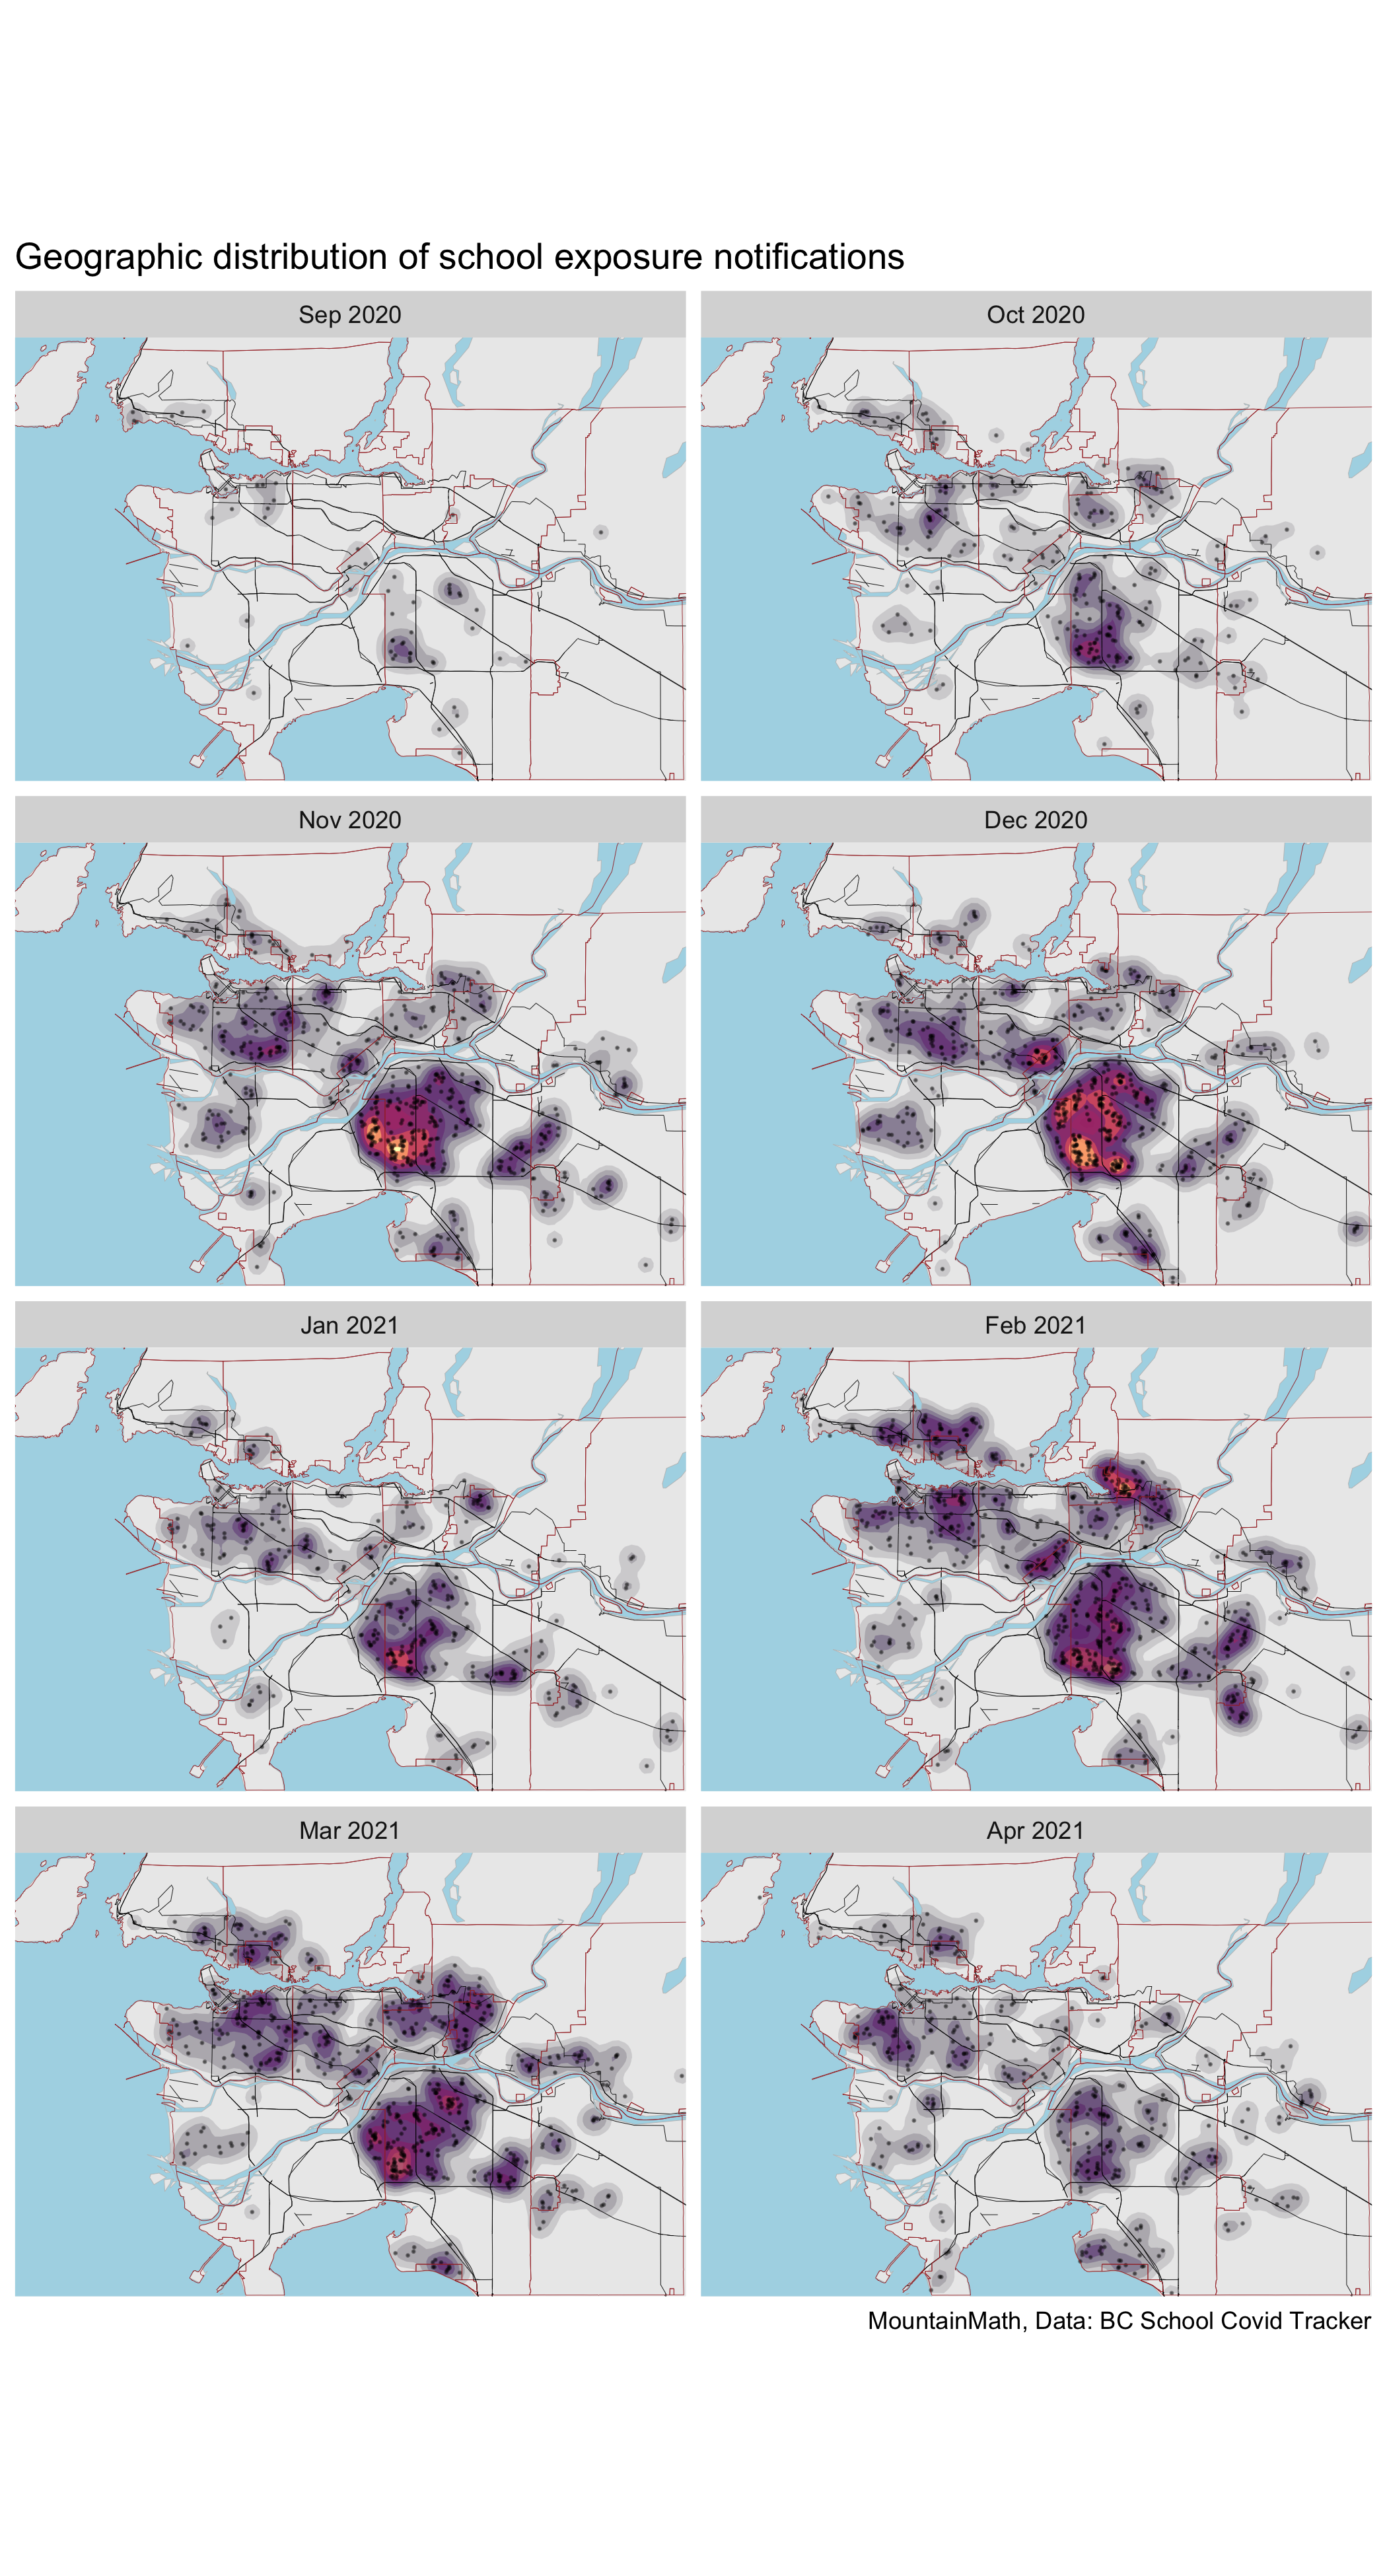 Geographic distribution of school exposure notifications
Sep 2020
Oct 2020
Nov 2020
Dec 2020
Jan 2021
Feb 2021
Mar 2021
Apr 2021
MountainMath, Data: BC School Covid Tracker